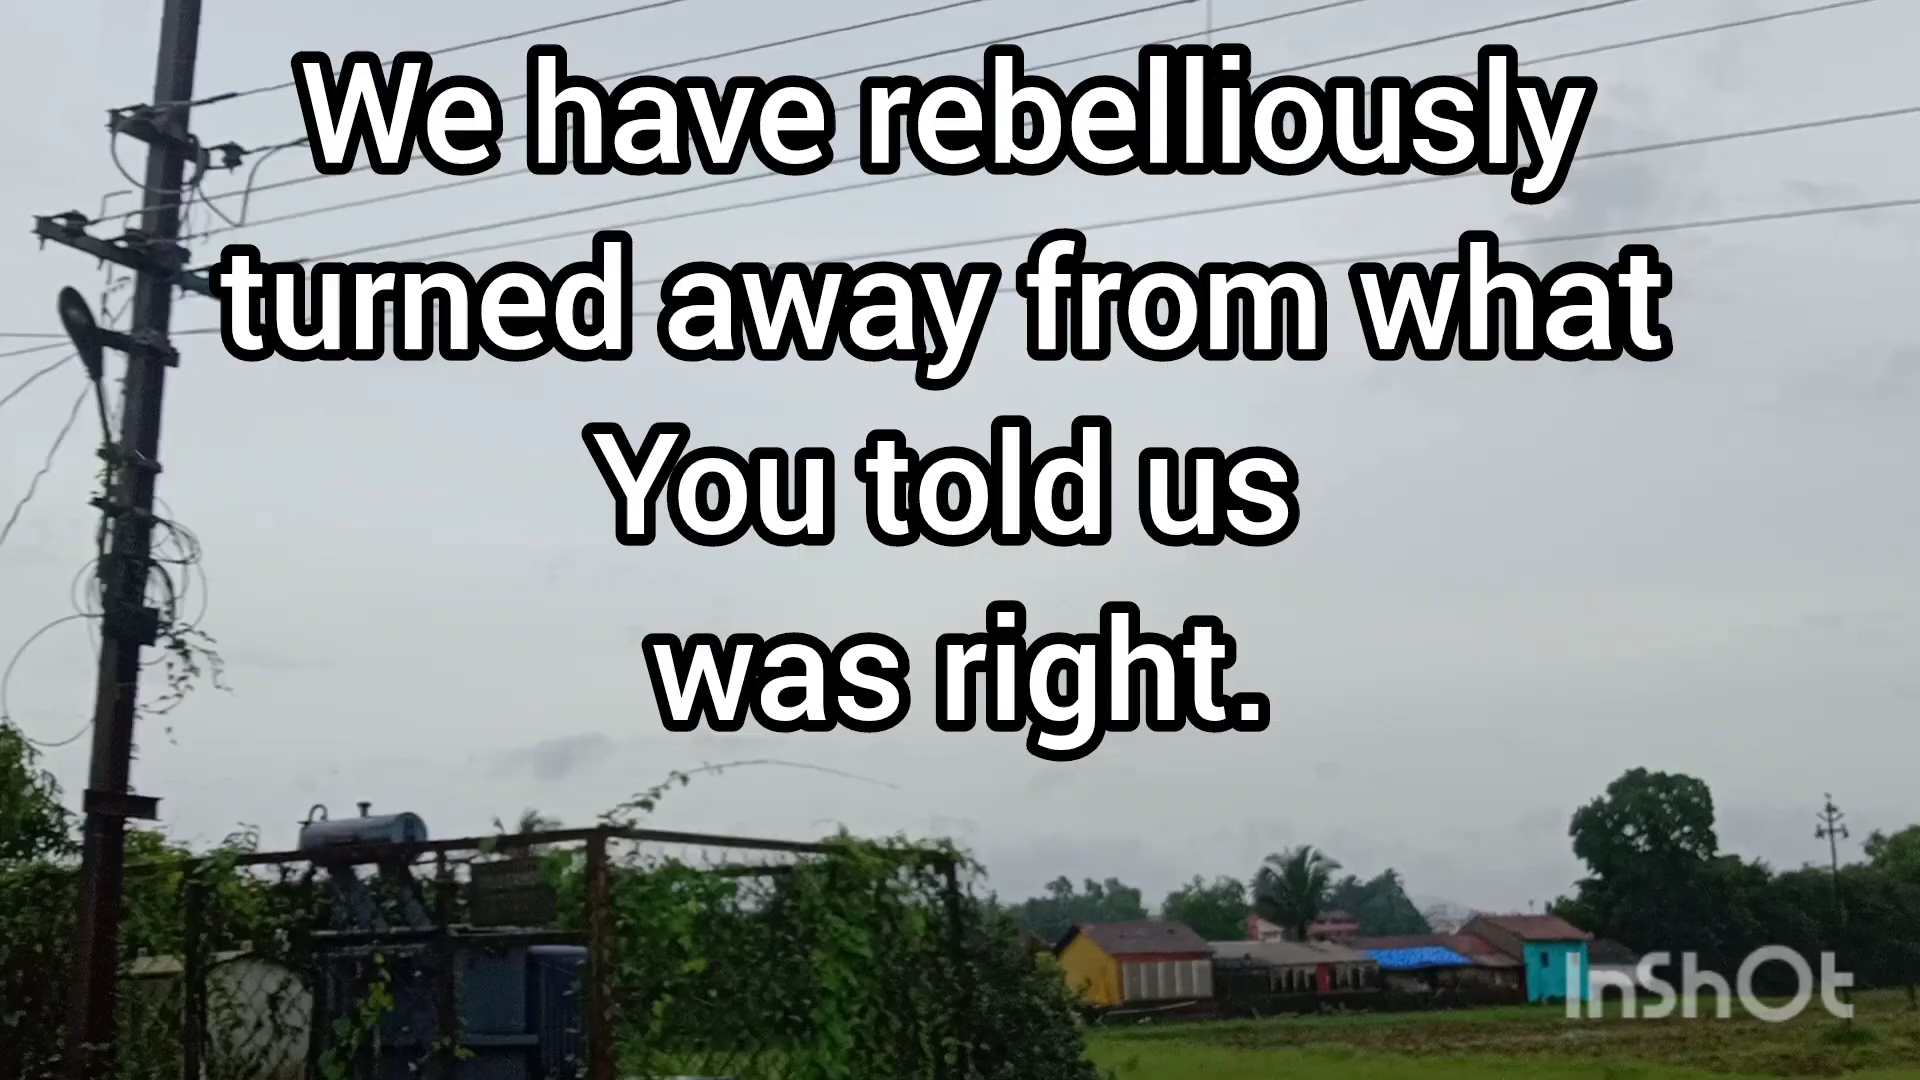 We have rebelliously
turned away from what
You told us
was right.
InShOt